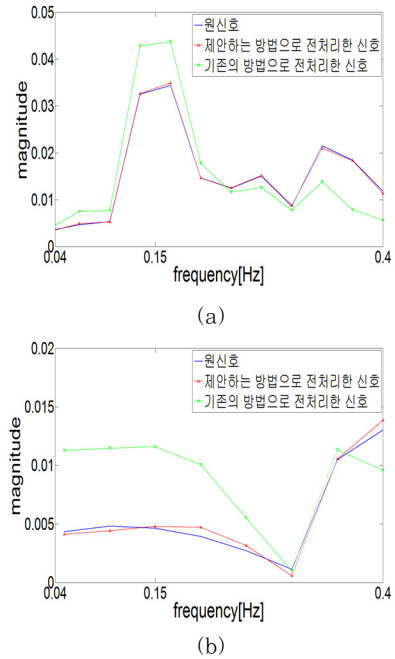 0.05
0.04
0.03
0.02
0.01
0
magnitude
원신호
제안하는 방법으로 전처리한 신호
기존의 방법으로 전처리한 신호
0.04
0.15
0.4
frequency[Hz]
(a)
0.02
0.015
0.01
0.005
0
magnitude
원신호
제안하는 방법으로 전처리한 신호
기존의 방법으로 전처리한 신호
0.04
0.15
0.4
frequency[Hz]
(b)